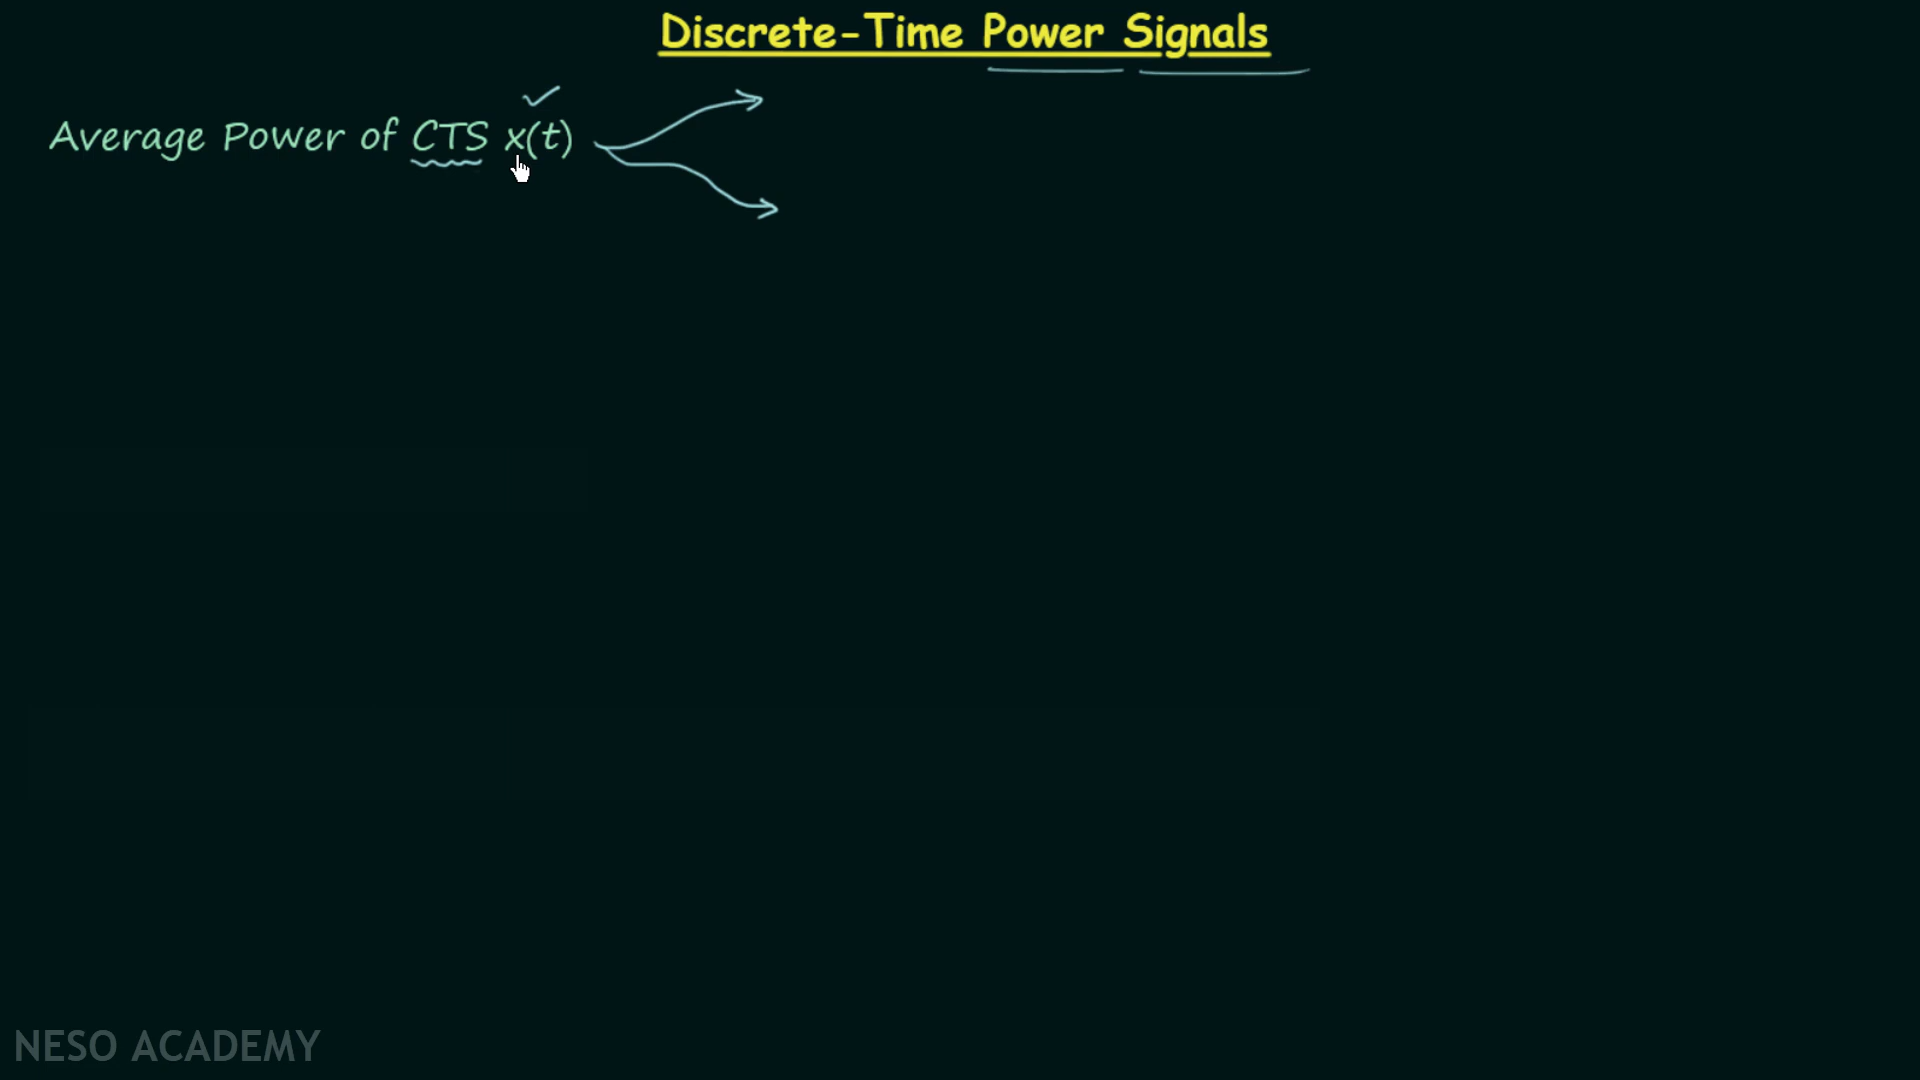 Discrete-Time Power Signals
Average Power of CTS x(t)
NESO ACADEMY